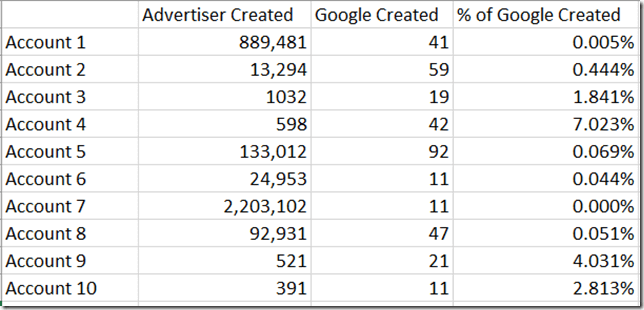 Advertiser Created Google Created % of Google Created
Account 1 889,481 41 0.005%
Account 2 13,294 59 0.444%
Account 3 1032 19 1.841%
Account 4 598 42 7.023%
Account 5 133,012 92 0.069%
Account 6 24,953 11 0.044%
Account 7 2,203,102 11 0.000%
Account 8 92,931 47 0.051%
Account 9 521 21 4.031%
Account 10 391 11 2.813%